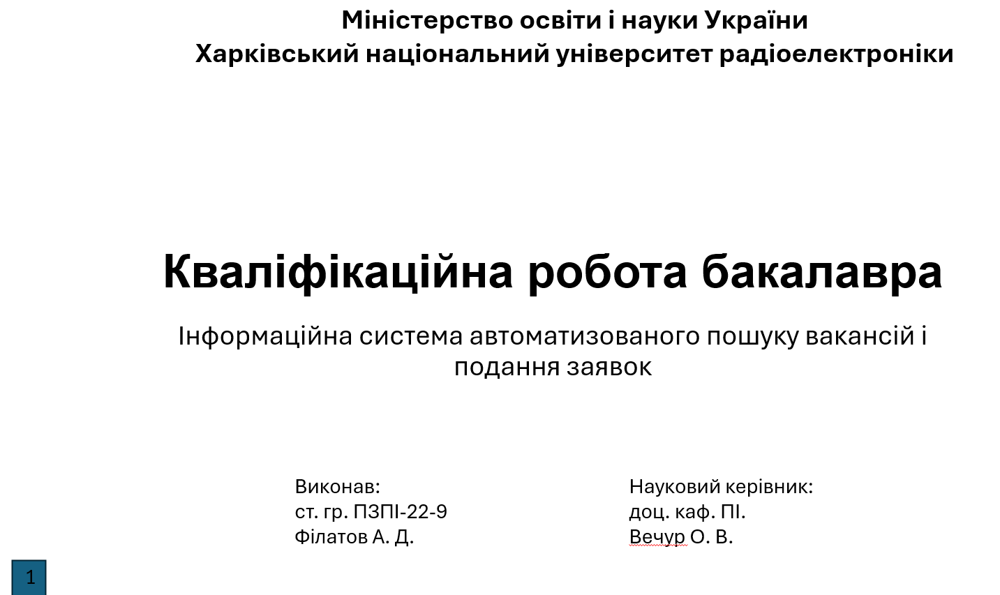 Міністерство освіти і науки України
Харківський національний університет радіоелектроніки
Кваліфікаційна робота бакалавра
Інформаційна система автоматизованого пошуку вакансій і
подання заявок
Виконав:
ст. гр. ПЗПІ-22-9
Філатов А. Д.
Науковий керівник:
доц. каф. ПІ.
Вечур О. В.
1